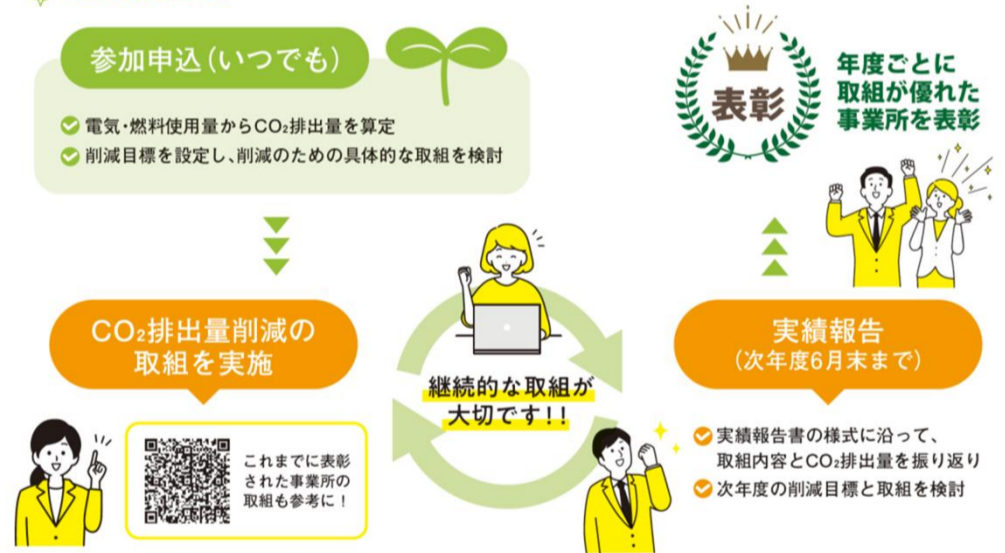 参加申込（いつでも）
電気・燃料使用量からCO₂排出量を算定
削減目標を設定し、削減のための具体的な取組を検討
CO₂排出量削減の
取組を実施
これまでに表彰
された事業所の
取組も参考に！
継続的な取組が
大切です！！
表彰
年度ごとに
取組が優れた
事業所を表彰
実績報告
（次年度6月末まで）
実績報告書の様式に沿って、
取組内容とCO₂排出量を振り返り
次年度の削減目標と取組を検討